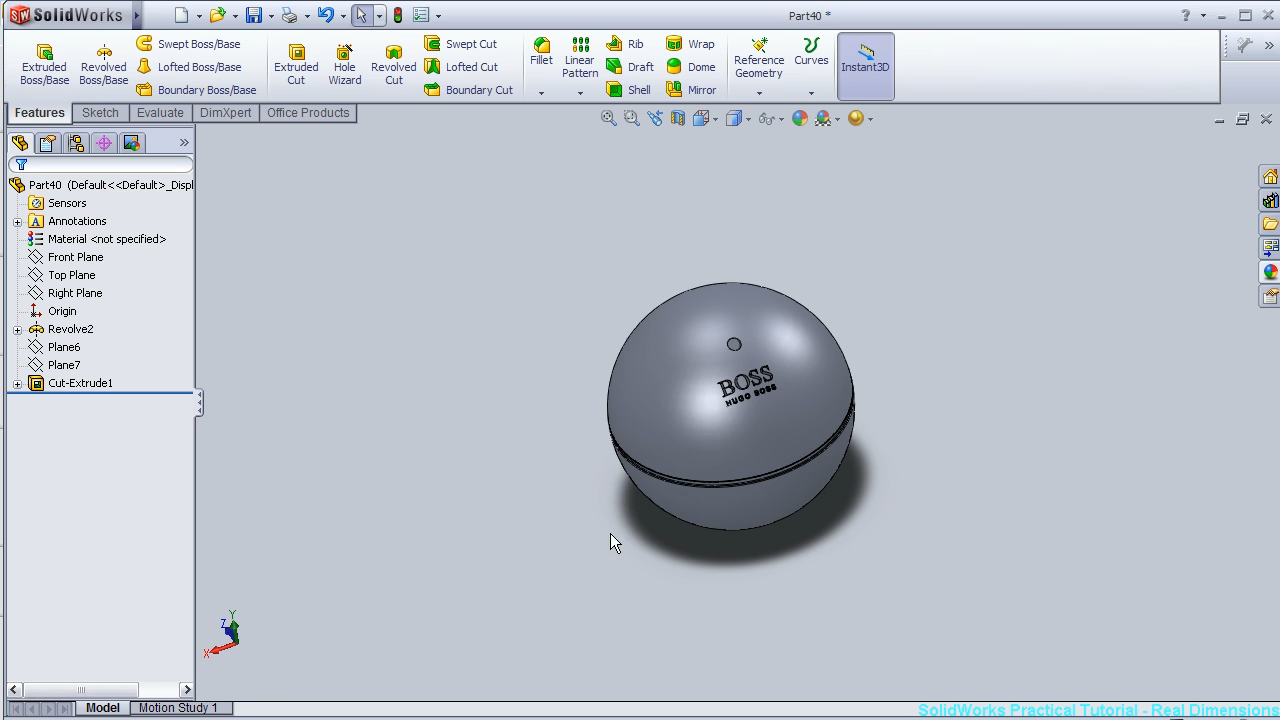 SolidWorks
Part40 *
Extruded Boss/Base
Revolved Boss/Base
Swept Boss/Base
Lofted Boss/Base
Boundary Boss/Base
Extruded Cut
Hole Wizard
Revolved Cut
Swept Cut
Lofted Cut
Boundary Cut
Fillet
Linear Pattern
Rib
Draft
Shell
Wrap
Dome
Mirror
Reference Geometry
Curves
Instant3D
Features
Sketch
Evaluate
DimXpert
Office Products
Part40 (Default<<Default>_Displ
Sensors
Annotations
Material <not specified>
Front Plane
Top Plane
Right Plane
Origin
Revolve2
Plane6
Plane7
Cut-Extrude1
BOSS
HUGO BOSS
Y
Z
X
Model
Motion Study 1
SolidWorks Practical Tutorial - Real Dimensions